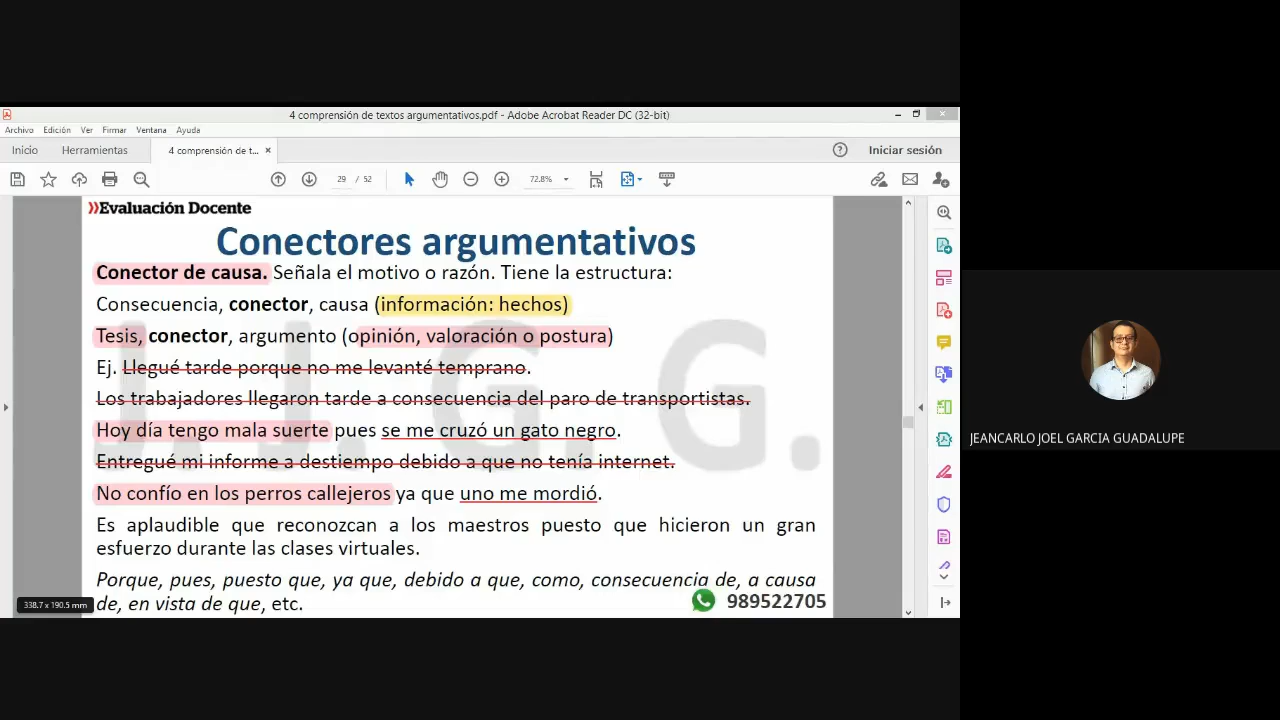 4 comprensión de textos argumentativos.pdf - Adobe Acrobat Reader DC (32-bit)
Archivo Edición Ver Firmar Ventana Ayuda
Inicio Herramientas 4 comprensión de t... × Iniciar sesión
29 / 52 72.8%
»Evaluación Docente
Conectores argumentativos
Conector de causa. Señala el motivo o razón. Tiene la estructura:
Consecuencia, conector, causa (información: hechos)
Tesis, conector, argumento (opinión, valoración o postura)
Ej. Llegué tarde porque no me levanté temprano.
Los trabajadores llegaron tarde a consecuencia del paro de transportistas.
Hoy día tengo mala suerte pues se me cruzó un gato negro.
Entregué mi informe a destiempo debido a que no tenía internet.
No confío en los perros callejeros ya que uno me mordió.
Es aplaudible que reconozcan a los maestros puesto que hicieron un gran
esfuerzo durante las clases virtuales.
Porque, pues, puesto que, ya que, debido a que, como, consecuencia de, a causa
de, en vista de que, etc.
989522705
338.7 x 190.5 mm
J. J. G. G.
JEANCARLO JOEL GARCIA GUADALUPE